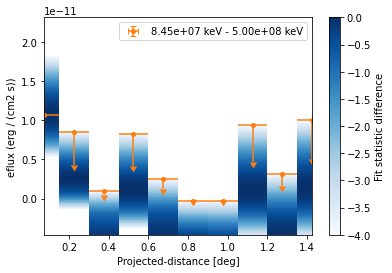 1e−11
8.45e+07 keV - 5.00e+08 keV
2.0
1.5
1.0
0.5
0.0
eflux (erg / (cm2 s))
0.2 0.4 0.6 0.8 1.0 1.2 1.4
Projected-distance [deg]
0.0
−0.5
−1.0
−1.5
−2.0
−2.5
−3.0
−3.5
−4.0
Fit statistic difference